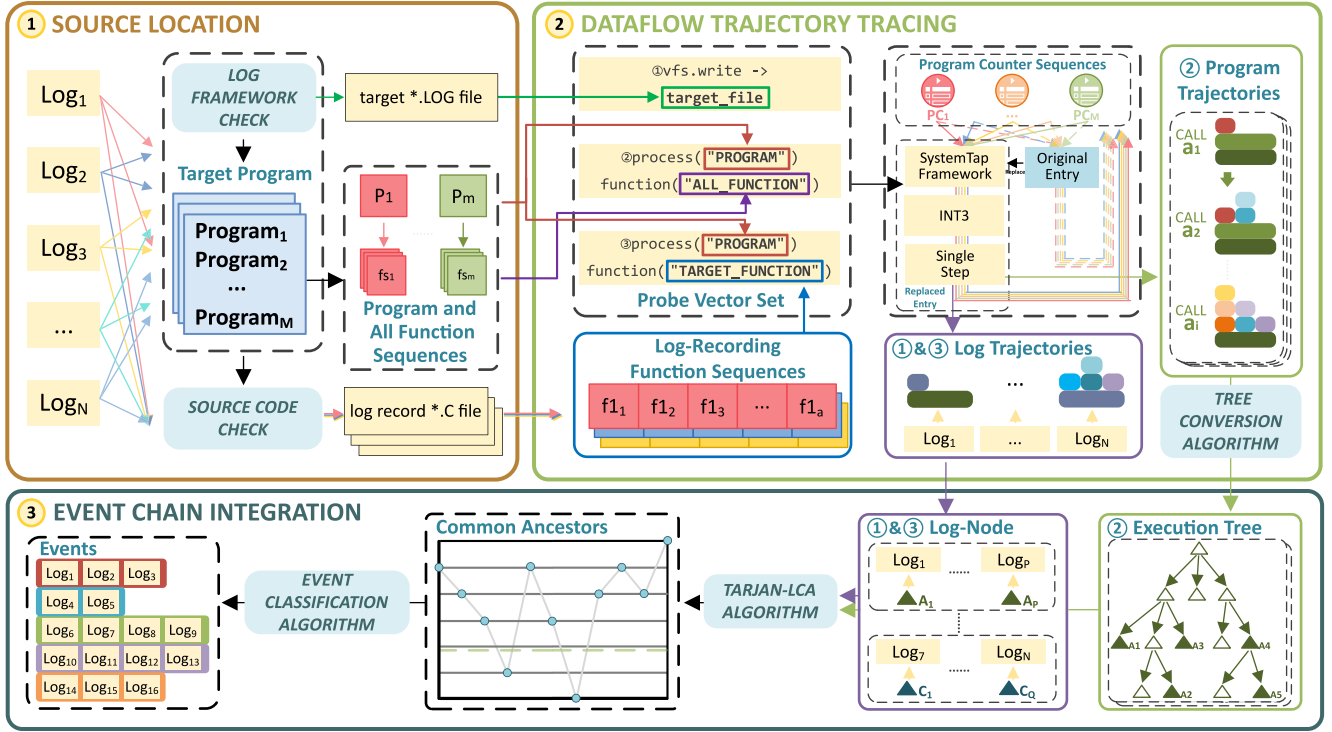 1 SOURCE LOCATION
Log1
Log2
Log3
...
LogN
LOG
FRAMEWORK
CHECK
Target Program
Program1
Program2
...
ProgramM
SOURCE CODE
CHECK
target *.LOG file
P1
Pm
......
fs1
fsm
Program and
All Function
Sequences
log record *.C file
2 DATAFLOW TRAJECTORY TRACING
①vfs.write ->
target_file
②process("PROGRAM")
function("ALL_FUNCTION")
③process("PROGRAM")
function("TARGET_FUNCTION")
Probe Vector Set
Log-Recording
Function Sequences
f11 f12 f13 ... f1a
Program Counter Sequences
PC1 ... PCM
SystemTap
Framework
Replace
Original
Entry
INT3
Single
Step
Replaced
Entry
①&③ Log Trajectories
...
Log1 ... LogN
② Program
Trajectories
CALL
a1
CALL
a2
CALL
ai
TREE
CONVERSION
ALGORITHM
3 EVENT CHAIN INTEGRATION
Events
Log1 Log2 Log3
Log4 Log5
Log6 Log7 Log8 Log9
Log10 Log11 Log12 Log13
Log14 Log15 Log16
EVENT
CLASSIFICATION
ALGORITHM
Common Ancestors
TARJAN-LCA
ALGORITHM
①&③ Log-Node
Log1 ...... LogP
A1 AP
Log7 ...... LogN
C1 CQ
② Execution Tree
A1 A3 A4
A2 A5